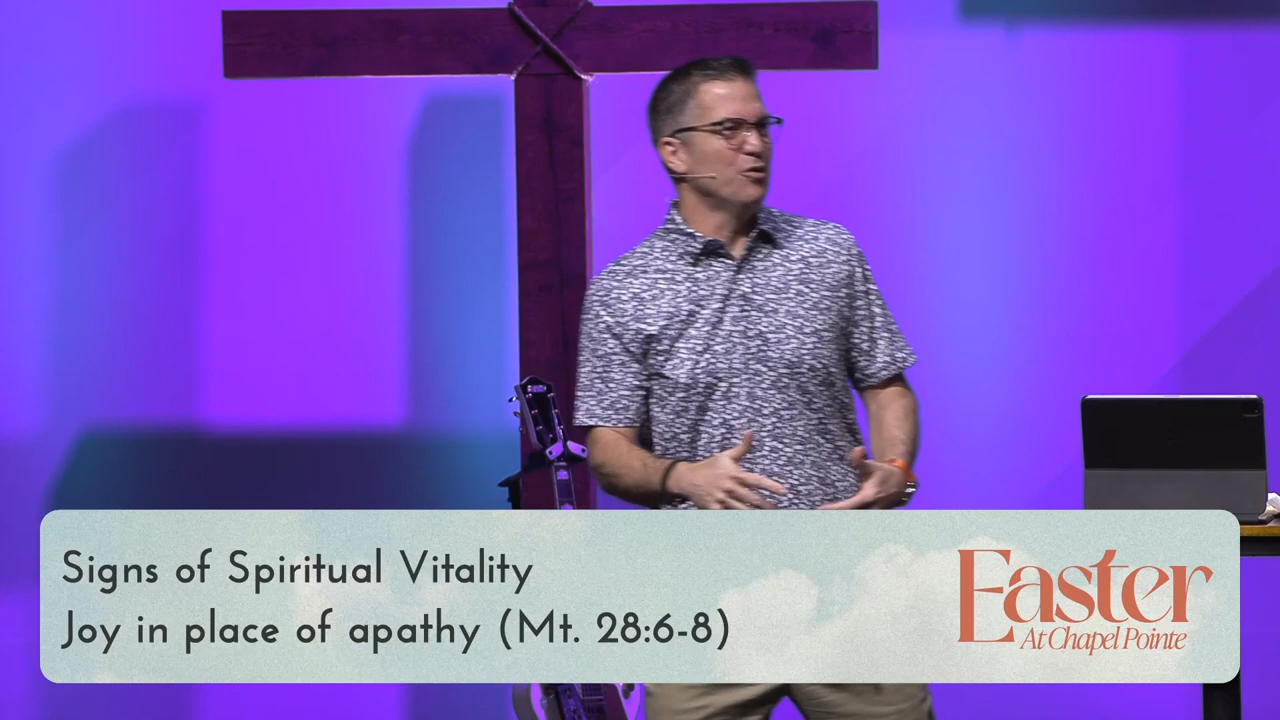 Signs of Spiritual Vitality
Joy in place of apathy (Mt. 28:6-8)
Easter
At Chapel Pointe